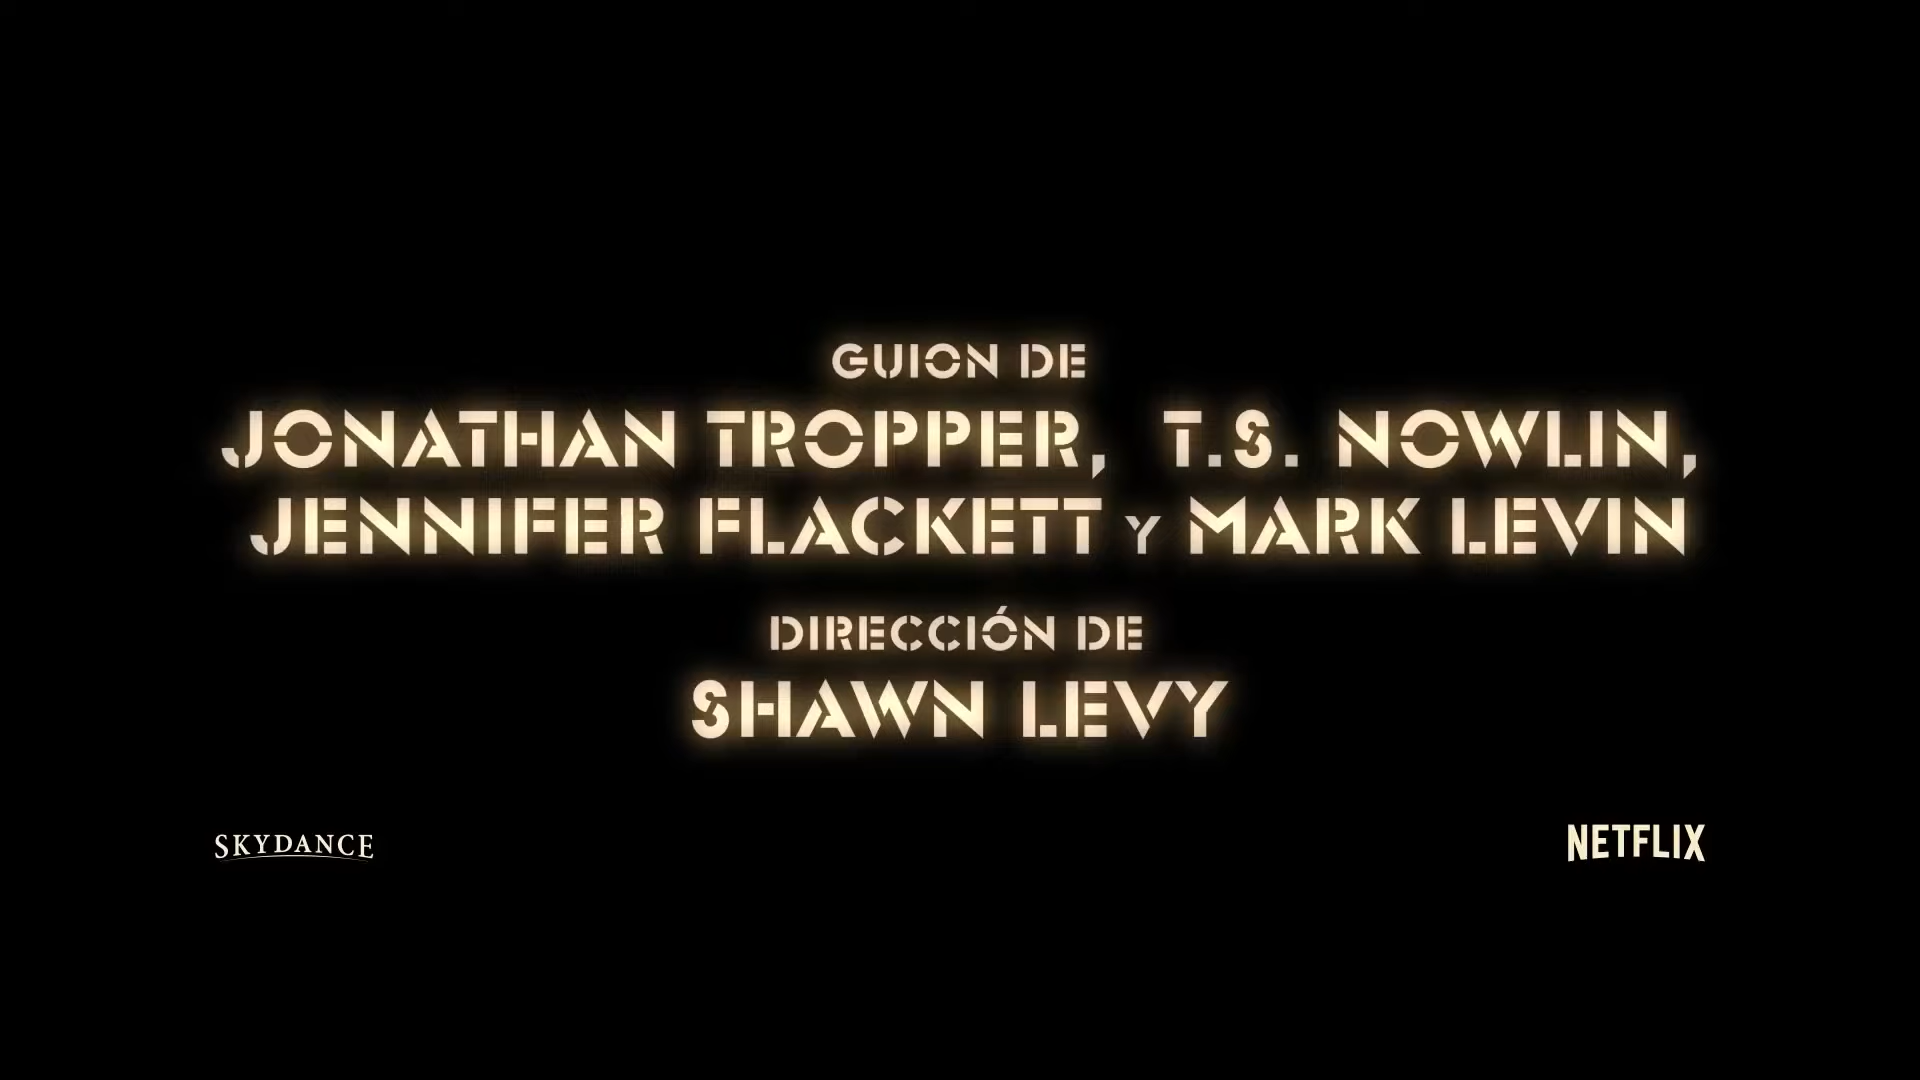 GUION DE
JONATHAN TROPPER, T.S. NOWLIN,
JENNIFER FLACKETT Y MARK LEVIN
DIRECCIÓN DE
SHAWN LEVY
SKYDANCE
NETFLIX